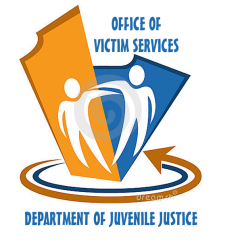 OFFICE OF
VICTIM SERVICES
DEPARTMENT OF JUVENILE JUSTICE